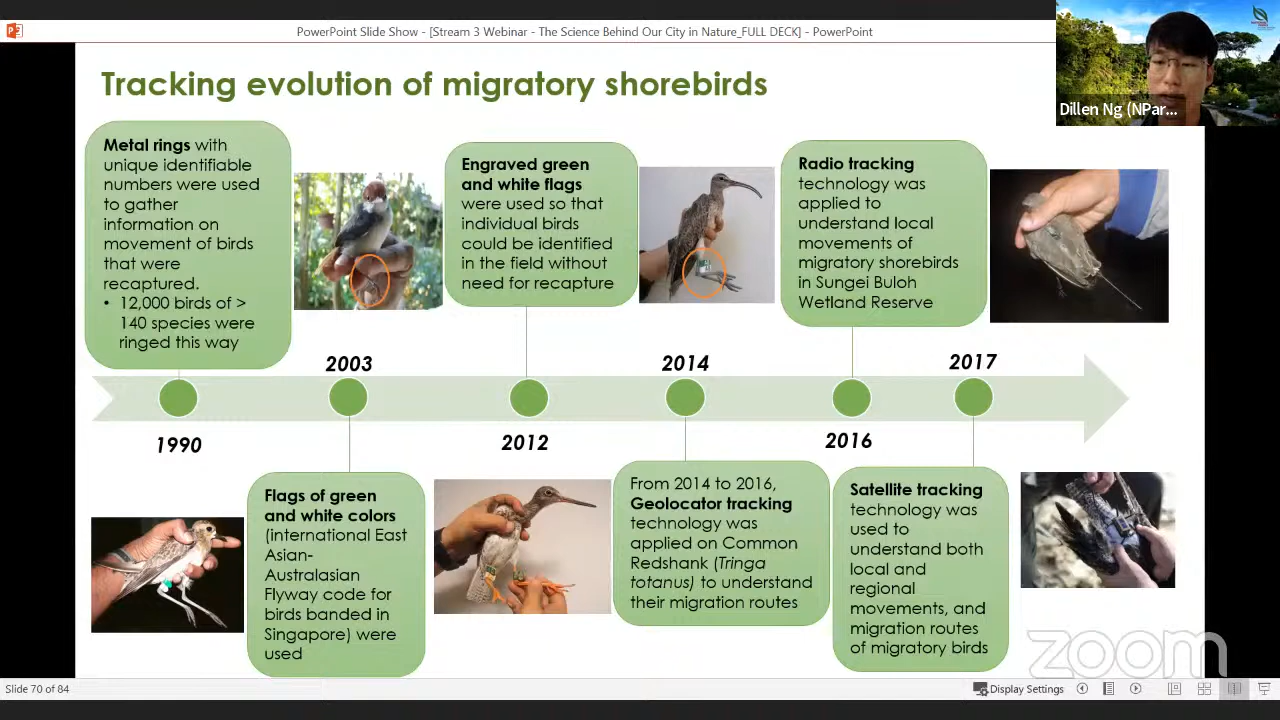 PowerPoint Slide Show - [Stream 3 Webinar - The Science Behind Our City in Nature_FULL DECK] - PowerPoint
Dillen Ng (NPar...
Tracking evolution of migratory shorebirds
Metal rings with
unique identifiable
numbers were used
to gather
information on
movement of birds
that were
recaptured.
• 12,000 birds of >
140 species were
ringed this way
1990
2003
Flags of green
and white colors
(international East
Asian-
Australasian
Flyway code for
birds banded in
Singapore) were
used
Engraved green
and white flags
were used so that
individual birds
could be identified
in the field without
need for recapture
2012
2014
From 2014 to 2016,
Geolocator tracking
technology was
applied on Common
Redshank (Tringa
totanus) to understand
their migration routes
Radio tracking
technology was
applied to
understand local
movements of
migratory shorebirds
in Sungei Buloh
Wetland Reserve
2016
2017
Satellite tracking
technology was
used to
understand both
local and
regional
movements, and
migration routes
of migratory birds
zoom
Slide 70 of 84
Display Settings